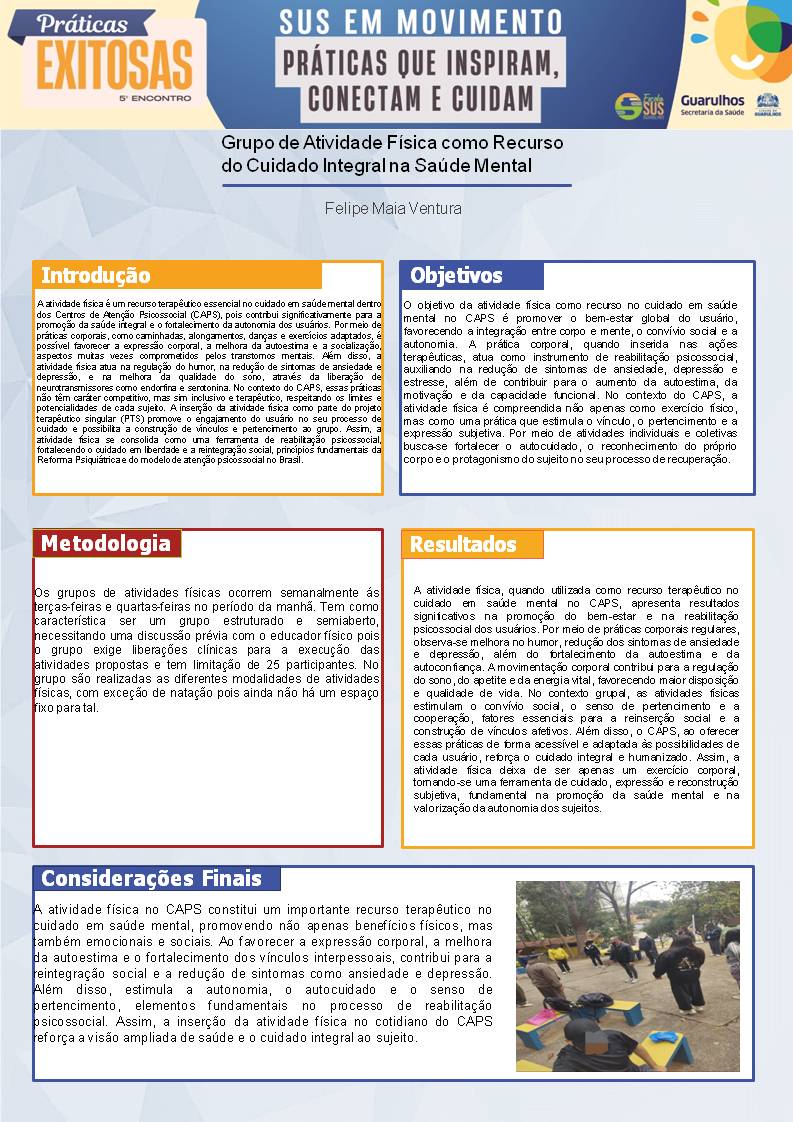 Práticas
EXITOSAS
5º ENCONTRO
SUS EM MOVIMENTO
PRÁTICAS QUE INSPIRAM,
CONECTAM E CUIDAM
Escola
SUS
Guarulhos
Secretaria da Saúde
GUARULHOS
Grupo de Atividade Física como Recurso
do Cuidado Integral na Saúde Mental
Felipe Maia Ventura
Introdução
A atividade física é um recurso terapêutico essencial no cuidado em saúde mental dentro
dos Centros de Atenção Psicossocial (CAPS), pois contribui significativamente para a
promoção da saúde integral e o fortalecimento da autonomia dos usuários. Por meio de
práticas corporais, como caminhadas, alongamentos, danças e exercícios adaptados, é
possível favorecer a expressão corporal, a melhora da autoestima e a socialização,
aspectos muitas vezes comprometidos pelos transtornos mentais. Além disso, a
atividade física atua na regulação do humor, na redução de sintomas de ansiedade e
depressão, e na melhora da qualidade do sono, através da liberação de
neurotransmissores como endorfina e serotonina. No contexto do CAPS, essas práticas
não têm caráter competitivo, mas sim inclusivo e terapêutico, respeitando os limites e
potencialidades de cada sujeito. A inserção da atividade física como parte do projeto
terapêutico singular (PTS) promove o engajamento do usuário no seu processo de
cuidado e possibilita a construção de vínculos e pertencimento ao grupo. Assim, a
atividade física se consolida como uma ferramenta de reabilitação psicossocial,
fortalecendo o cuidado em liberdade e a reintegração social, princípios fundamentais da
Reforma Psiquiátrica e do modelo de atenção psicossocial no Brasil.
Objetivos
O objetivo da atividade física como recurso no cuidado em saúde
mental no CAPS é promover o bem-estar global do usuário,
favorecendo a integração entre corpo e mente, o convívio social e a
autonomia. A prática corporal, quando inserida nas ações
terapêuticas, atua como instrumento de reabilitação psicossocial,
auxiliando na redução de sintomas de ansiedade, depressão e
estresse, além de contribuir para o aumento da autoestima, da
motivação e da capacidade funcional. No contexto do CAPS, a
atividade física é compreendida não apenas como exercício físico,
mas como uma prática que estimula o vínculo, o pertencimento e a
expressão subjetiva. Por meio de atividades individuais e coletivas
busca-se fortalecer o autocuidado, o reconhecimento do próprio
corpo e o protagonismo do sujeito no seu processo de recuperação.
Metodologia
Os grupos de atividades físicas ocorrem semanalmente ás
terças-feiras e quartas-feiras no período da manhã. Tem como
característica ser um grupo estruturado e semiaberto,
necessitando uma discussão prévia com o educador físico pois
o grupo exige liberações clínicas para a execução das
atividades propostas e tem limitação de 25 participantes. No
grupo são realizadas as diferentes modalidades de atividades
físicas, com exceção de natação pois ainda não há um espaço
fixo para tal.
Resultados
A atividade física, quando utilizada como recurso terapêutico no
cuidado em saúde mental no CAPS, apresenta resultados
significativos na promoção do bem-estar e na reabilitação
psicossocial dos usuários. Por meio de práticas corporais regulares,
observa-se melhora no humor, redução dos sintomas de ansiedade
e depressão, além do fortalecimento da autoestima e da
autoconfiança. A movimentação corporal contribui para a regulação
do sono, do apetite e da energia vital, favorecendo maior disposição
e qualidade de vida. No contexto grupal, as atividades físicas
estimulam o convívio social, o senso de pertencimento e a
cooperação, fatores essenciais para a reinserção social e a
construção de vínculos afetivos. Além disso, o CAPS, ao oferecer
essas práticas de forma acessível e adaptada às possibilidades de
cada usuário, reforça o cuidado integral e humanizado. Assim, a
atividade física deixa de ser apenas um exercício corporal,
tornando-se uma ferramenta de cuidado, expressão e reconstrução
subjetiva, fundamental na promoção da saúde mental e na
valorização da autonomia dos sujeitos.
Considerações Finais
A atividade física no CAPS constitui um importante recurso terapêutico no
cuidado em saúde mental, promovendo não apenas benefícios físicos, mas
também emocionais e sociais. Ao favorecer a expressão corporal, a melhora
da autoestima e o fortalecimento dos vínculos interpessoais, contribui para a
reintegração social e a redução de sintomas como ansiedade e depressão.
Além disso, estimula a autonomia, o autocuidado e o senso de
pertencimento, elementos fundamentais no processo de reabilitação
psicossocial. Assim, a inserção da atividade física no cotidiano do CAPS
reforça a visão ampliada de saúde e o cuidado integral ao sujeito.